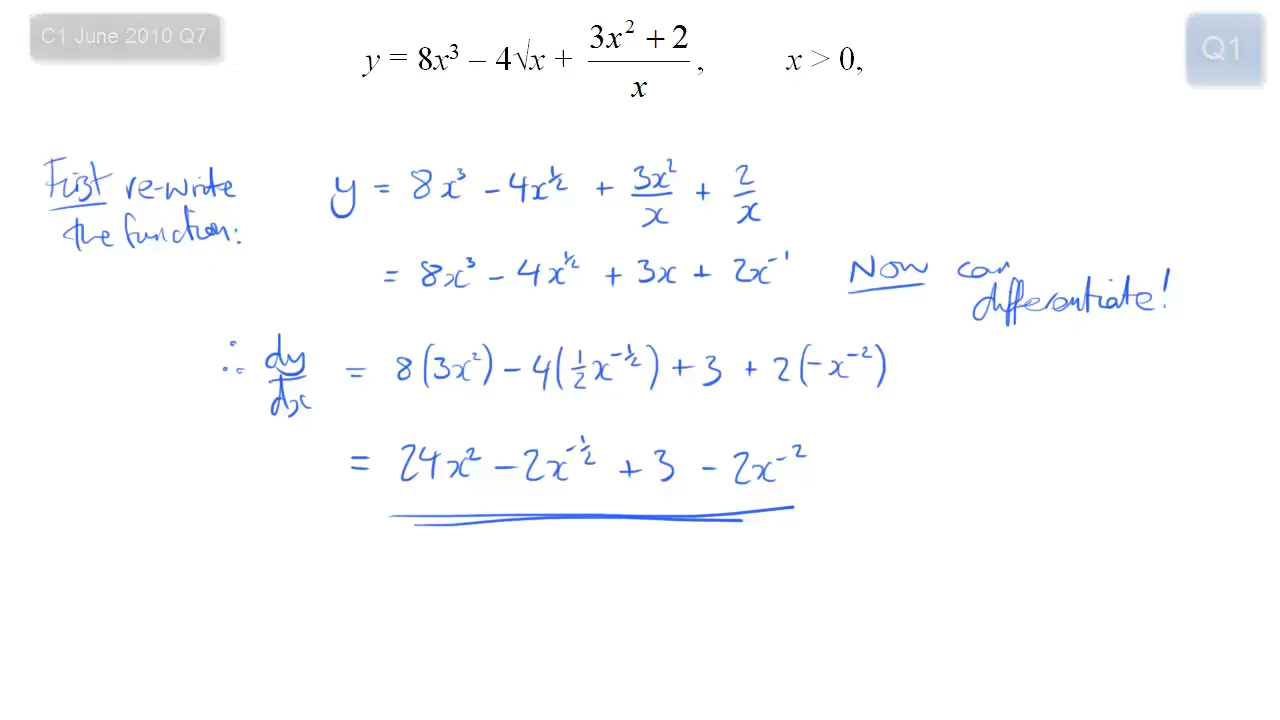 C1 June 2010 Q7
Q1
y = 8x³ – 4√x + (3x² + 2)/x, x > 0,
First re-write
the function:
y = 8x³ - 4x^½ + 3x²/x + 2/x
= 8x³ - 4x^½ + 3x + 2x⁻¹
Now can
differentiate!
∴ dy/dx = 8(3x²) - 4(½x^-½) + 3 + 2(-x⁻²)
= 24x² - 2x^-½ + 3 - 2x⁻²